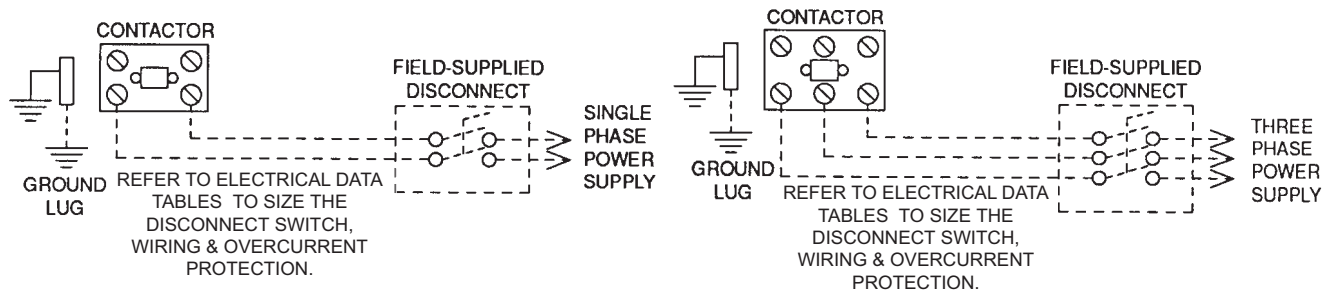 CONTACTOR
FIELD-SUPPLIED
DISCONNECT
SINGLE
PHASE
POWER
SUPPLY
GROUND
LUG
REFER TO ELECTRICAL DATA
TABLES TO SIZE THE
DISCONNECT SWITCH,
WIRING & OVERCURRENT
PROTECTION.
CONTACTOR
FIELD-SUPPLIED
DISCONNECT
THREE
PHASE
POWER
SUPPLY
GROUND
LUG
REFER TO ELECTRICAL DATA
TABLES TO SIZE THE
DISCONNECT SWITCH,
WIRING & OVERCURRENT
PROTECTION.